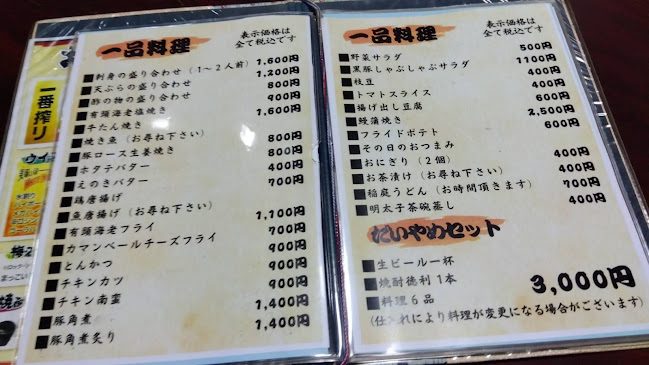 一番搾り
一品料理
表示価格は
全て税込です
■刺身の盛り合わせ（1～2人前） 1,600円
■天ぷらの盛り合わせ 1,200円
■酢の物の盛り合わせ 800円
■有頭海老塩焼き 900円
■牛たん焼き 1,600円
■焼き魚（お尋ね下さい）
■豚ロース生姜焼き 800円
■ホタテバター 800円
■えのきバター 400円
■鶏唐揚げ 700円
■魚唐揚げ（お尋ね下さい）
■有頭海老フライ 1,100円
■カマンベールチーズフライ 700円
■とんかつ 900円
■チキンカツ 900円
■チキン南蛮 900円
■豚角煮 1,400円
■豚角煮炙り 1,400円
一品料理
表示価格は
全て税込です
■野菜サラダ 500円
■黒豚しゃぶしゃぶサラダ 1100円
■枝豆 400円
■トマトスライス 400円
■揚げ出し豆腐 600円
■鰻蒲焼き 2,500円
■フライドポテト 600円
■その日のおつまみ
■おにぎり（2個） 400円
■お茶漬け（お尋ね下さい） 400円
■稲庭うどん（お時間頂きます） 700円
■明太子茶碗蒸し 400円
だいやめセット
■生ビール一杯
■焼酎徳利1本
■料理6品
3,000円
(仕入れにより料理が変更になる場合がございます)